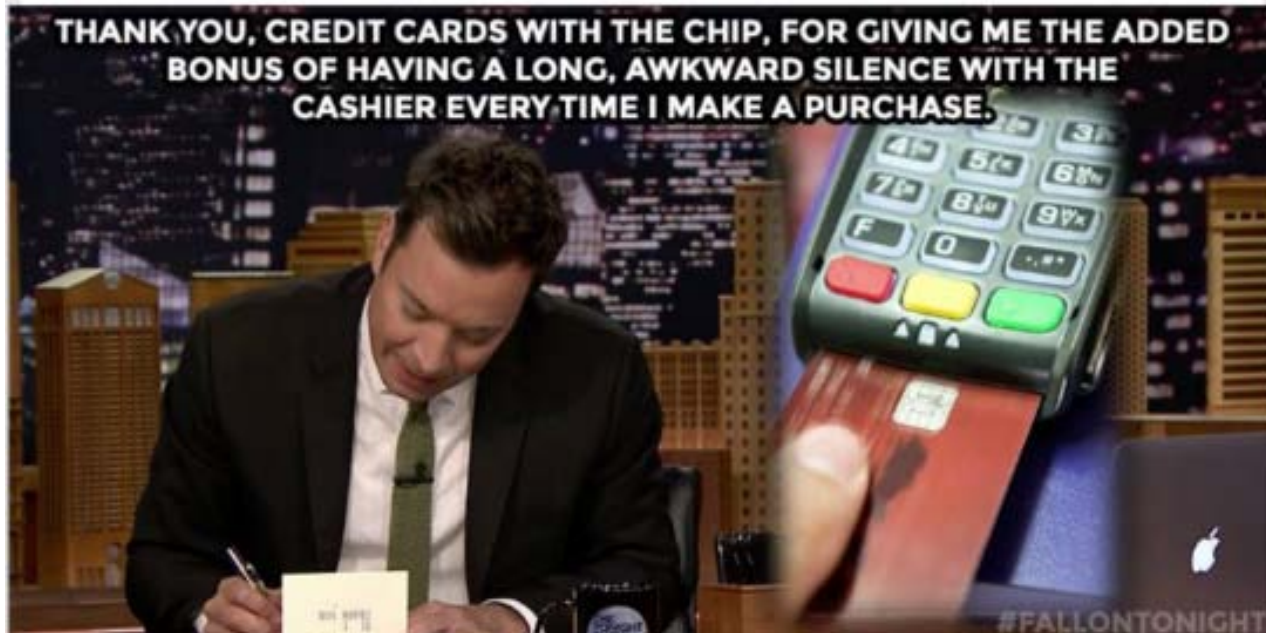 THANK YOU, CREDIT CARDS WITH THE CHIP, FOR GIVING ME THE ADDED
BONUS OF HAVING A LONG, AWKWARD SILENCE WITH THE
CASHIER EVERY TIME I MAKE A PURCHASE.
F
0
#FALLONTONIGHT